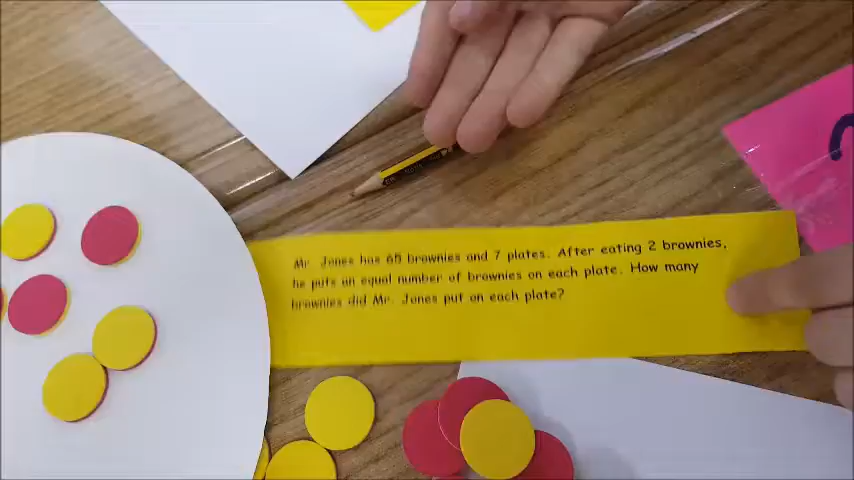 Mr. Jones has 65 brownies and 7 plates. After eating 2 brownies,
he puts an equal number of brownies on each plate. How many
brownies did Mr. Jones put on each plate?